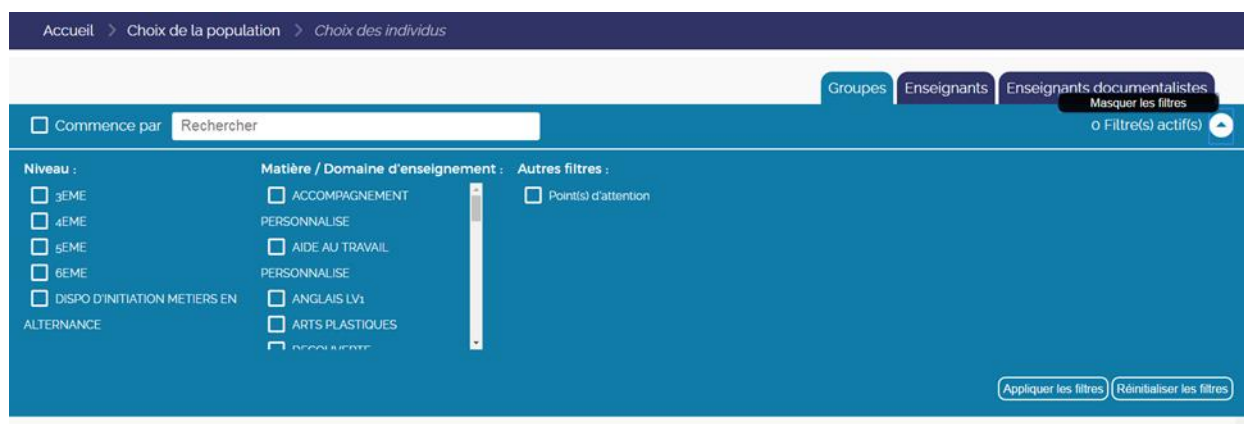 Accueil > Choix de la population > Choix des individus
Groupes Enseignants Enseignants documentalistes
Masquer les filtres
Commence par Rechercher 0 Filtre(s) actif(s)
Niveau : Matière / Domaine d'enseignement : Autres filtres :
3EME ACCOMPAGNEMENT Point(s) d'attention
4EME PERSONNALISE
5EME AIDE AU TRAVAIL
6EME PERSONNALISE
DISPO D'INITIATION METIERS EN ANGLAIS LV1
ALTERNANCE ARTS PLASTIQUES
Appliquer les filtres Réinitialiser les filtres